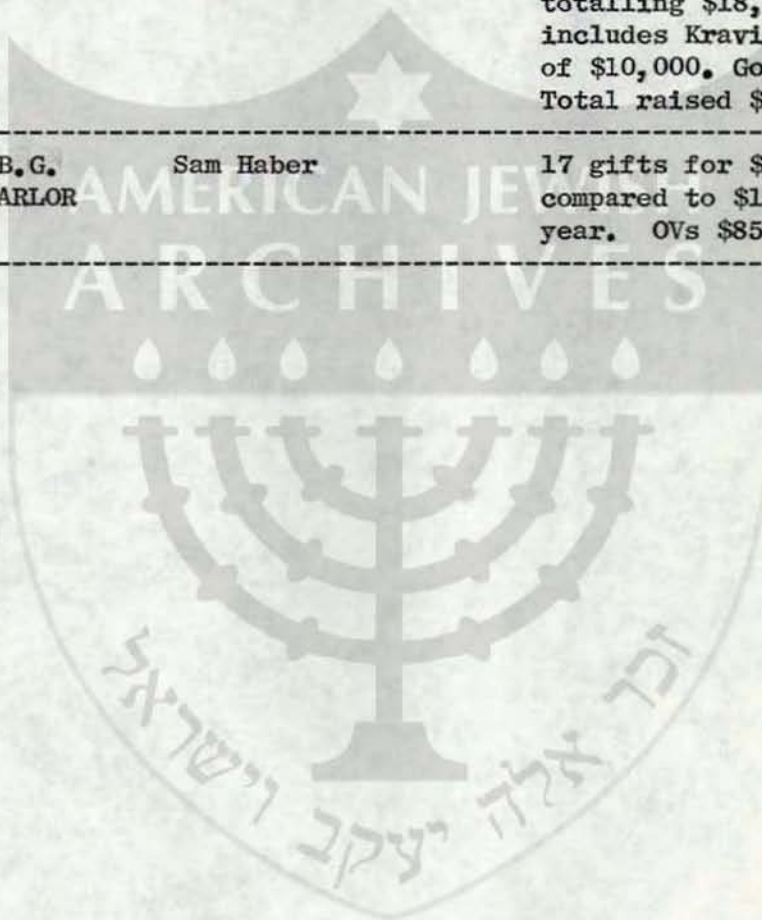 totalling $18,
includes Kravi
of $10,000. Go
Total raised $
B.G. Sam Haber 17 gifts for $
ARLOR compared to $1
year. OVs $85
AMERICAN JEWISH
ARCHIVES
זכר אלה יעקב וישראל